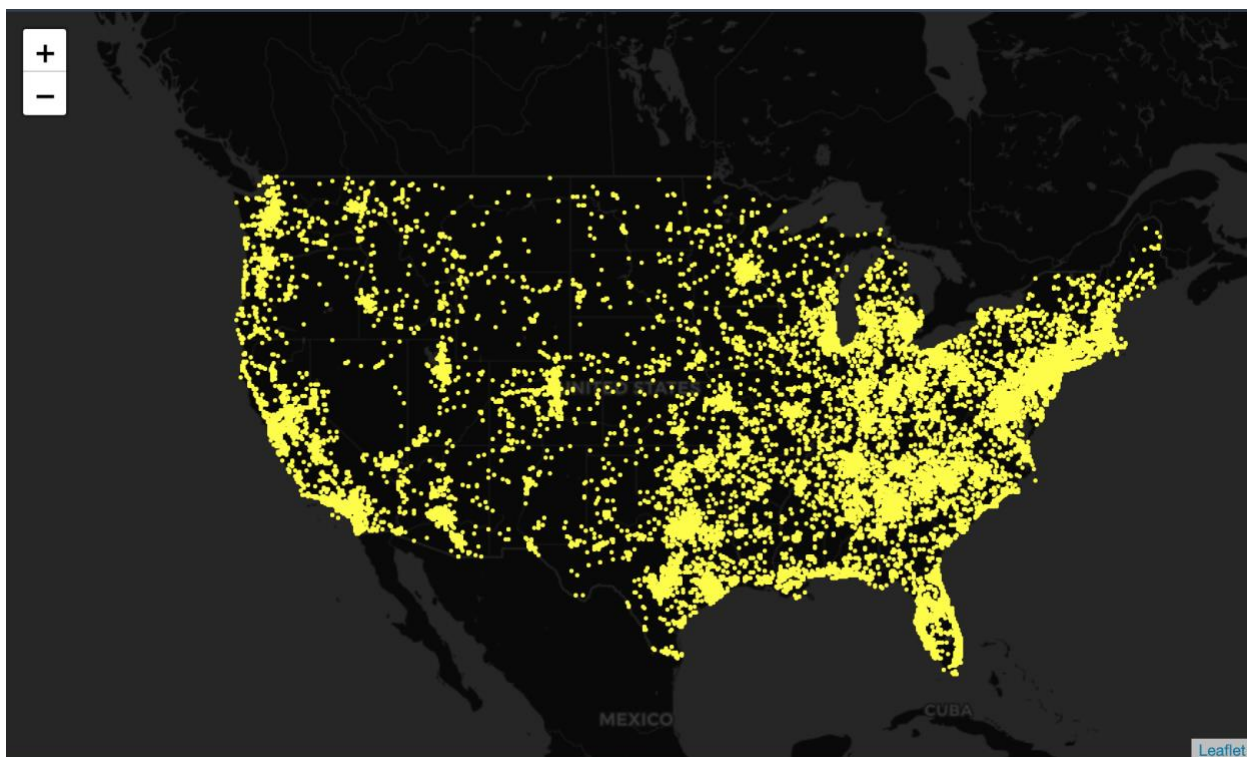 +
−
UNITED STATES
MEXICO
CUBA
Leaflet